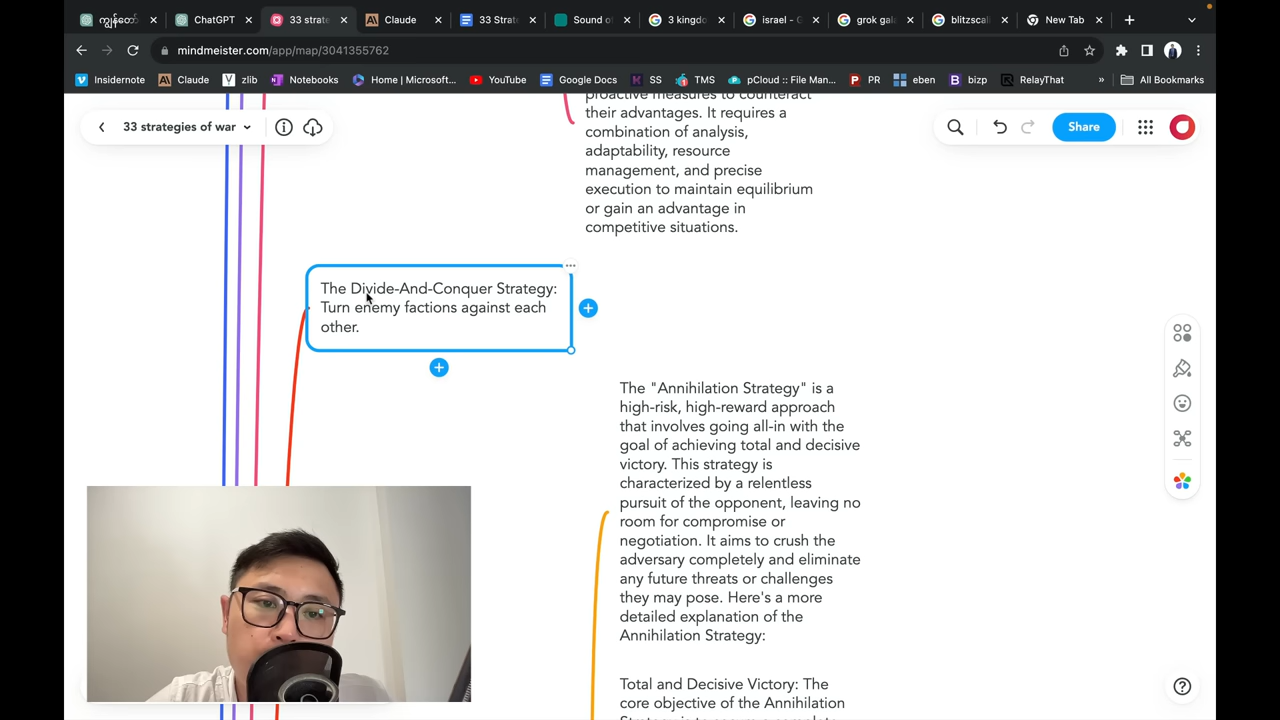 ကျွန်တော်
ChatGPT
33 strate
Claude
33 Strate
Sound of
3 kingdo
israel - G
grok gala
blitzscali
New Tab
mindmeister.com/app/map/3041355762
Insidernote
Claude
zlib
Notebooks
Home | Microsoft...
YouTube
Google Docs
SS
TMS
pCloud :: File Man...
PR
eben
bizp
RelayThat
»
All Bookmarks
33 strategies of war
Share
proactive measures to counteract
their advantages. It requires a
combination of analysis,
adaptability, resource
management, and precise
execution to maintain equilibrium
or gain an advantage in
competitive situations.
The Divide-And-Conquer Strategy:
Turn enemy factions against each
other.
The "Annihilation Strategy" is a
high-risk, high-reward approach
that involves going all-in with the
goal of achieving total and decisive
victory. This strategy is
characterized by a relentless
pursuit of the opponent, leaving no
room for compromise or
negotiation. It aims to crush the
adversary completely and eliminate
any future threats or challenges
they may pose. Here's a more
detailed explanation of the
Annihilation Strategy:
Total and Decisive Victory: The
core objective of the Annihilation